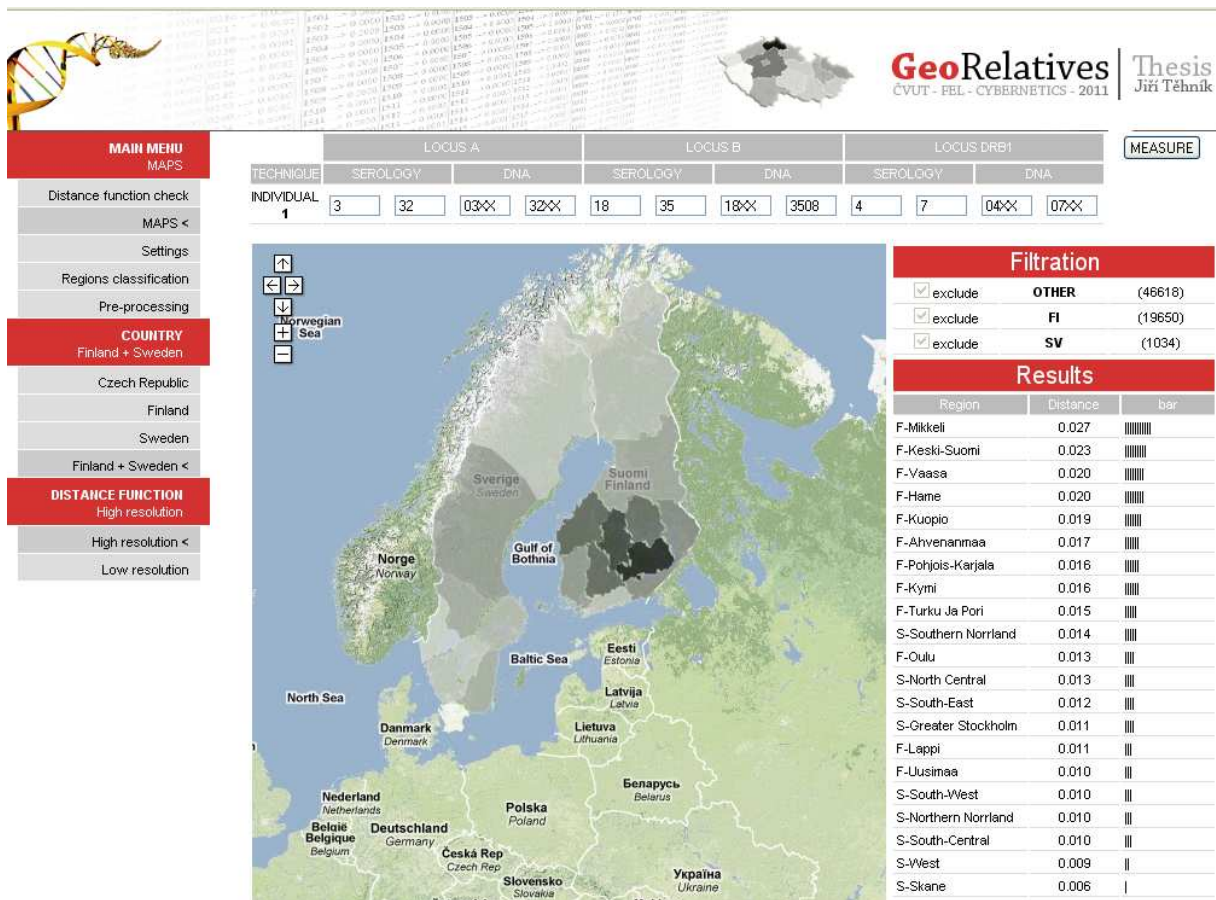 GeoRelatives
ČVUT - FEL - CYBERNETICS - 2011
Thesis
Jiří Těhník
MAIN MENU
MAPS
Distance function check
MAPS <
Settings
Regions classification
Pre-processing
COUNTRY
Finland + Sweden
Czech Republic
Finland
Sweden
Finland + Sweden <
DISTANCE FUNCTION
High resolution
High resolution <
Low resolution
LOCUS A LOCUS B LOCUS DRB1
MEASURE
TECHNIQUE SEROLOGY DNA SEROLOGY DNA SEROLOGY DNA
INDIVIDUAL 3 32 03XX 32XX 18 35 18XX 3508 4 7 04XX 07XX
1
Norwegian
Sea
Sverige
Sweden
Suomi
Finland
Gulf of
Bothnia
Norge
Norway
Baltic Sea
Eesti
Estonia
North Sea
Latvija
Latvia
Danmark
Denmark
Lietuva
Lithuania
Беларусь
Belarus
Nederland
Netherlands
Polska
Poland
België
Belgique
Belgium
Deutschland
Germany
Česká Rep
Czech Rep
Slovensko
Slovakia
Україна
Ukraine
Filtration
exclude OTHER (46618)
exclude FI (19650)
exclude SV (1034)
Results
Region Distance bar
F-Mikkeli 0.027
F-Keski-Suomi 0.023
F-Vaasa 0.020
F-Hame 0.020
F-Kuopio 0.019
F-Ahvenanmaa 0.017
F-Pohjois-Karjala 0.016
F-Kymi 0.016
F-Turku Ja Pori 0.015
S-Southern Norrland 0.014
F-Oulu 0.013
S-North Central 0.013
S-South-East 0.012
S-Greater Stockholm 0.011
F-Lappi 0.011
F-Uusimaa 0.010
S-South-West 0.010
S-Northern Norrland 0.010
S-South-Central 0.010
S-West 0.009
S-Skane 0.006